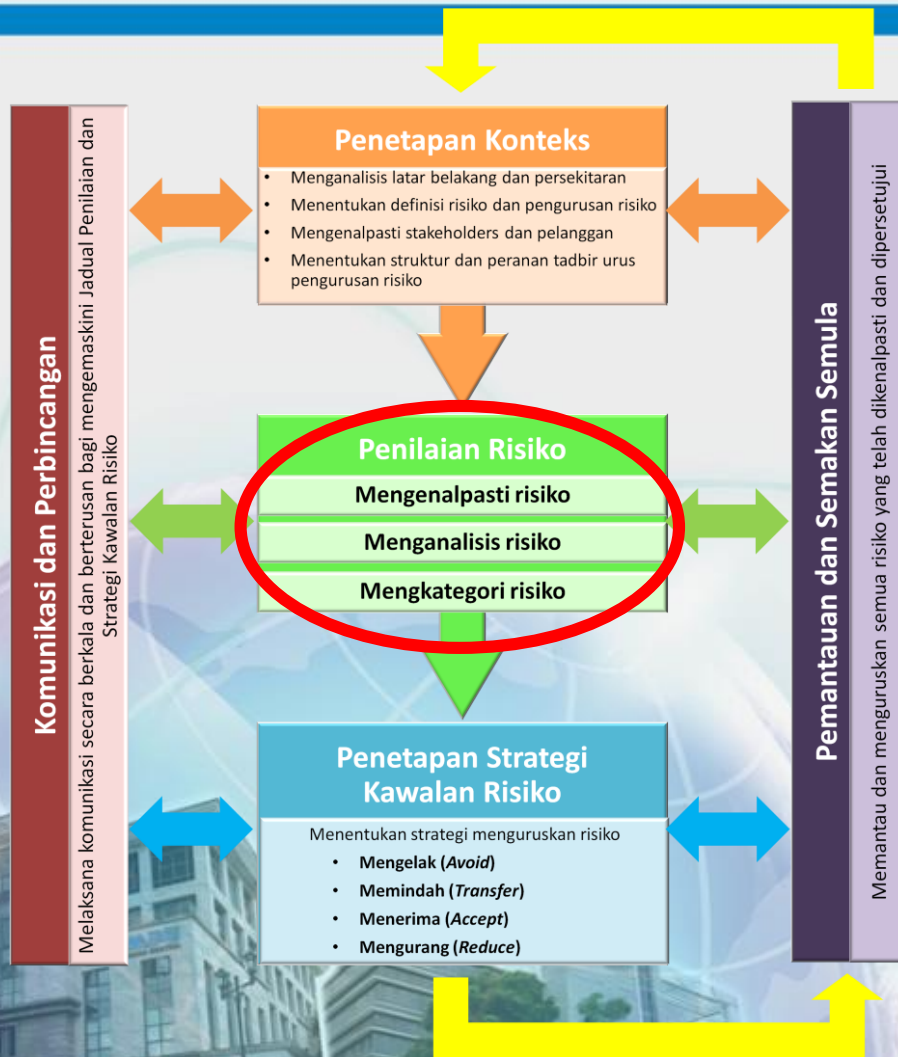 Komunikasi dan Perbincangan
Melaksana komunikasi secara berkala dan berterusan bagi mengemaskini Jadual Penilaian dan
Strategi Kawalan Risiko
Penetapan Konteks
• Menganalisis latar belakang dan persekitaran
• Menentukan definisi risiko dan pengurusan risiko
• Mengenalpasti stakeholders dan pelanggan
• Menentukan struktur dan peranan tadbir urus
pengurusan risiko
Penilaian Risiko
Mengenalpasti risiko
Menganalisis risiko
Mengkategori risiko
Penetapan Strategi
Kawalan Risiko
Menentukan strategi menguruskan risiko
• Mengelak (Avoid)
• Memindah (Transfer)
• Menerima (Accept)
• Mengurang (Reduce)
Pemantauan dan Semakan Semula
Memantau dan menguruskan semua risiko yang telah dikenalpasti dan dipersetujui